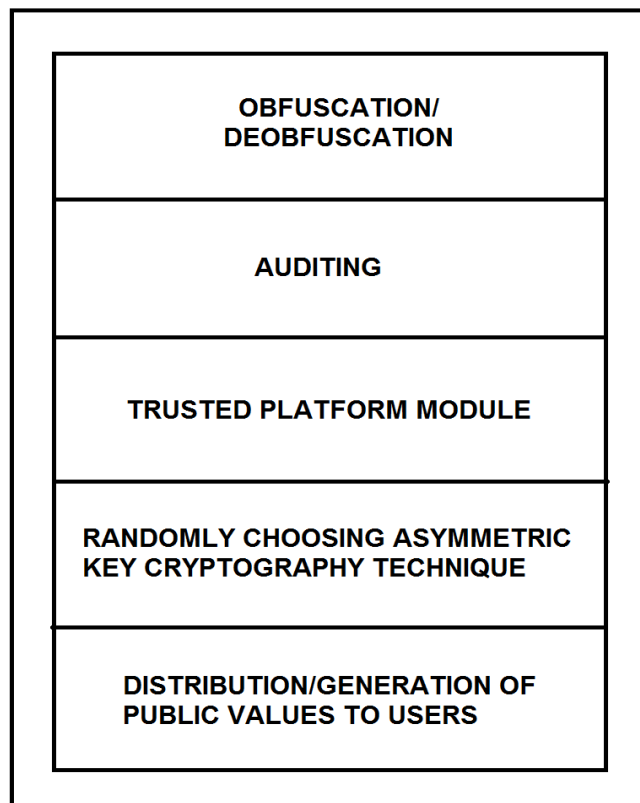 OBFUSCATION/
DEOBFUSCATION
AUDITING
TRUSTED PLATFORM MODULE
RANDOMLY CHOOSING ASYMMETRIC
KEY CRYPTOGRAPHY TECHNIQUE
DISTRIBUTION/GENERATION OF
PUBLIC VALUES TO USERS